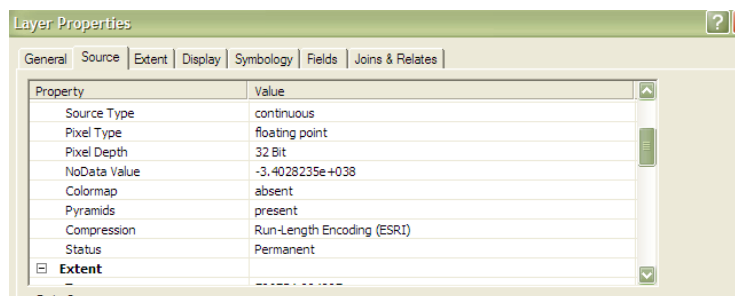 Layer Properties
?
General Source Extent Display Symbology Fields Joins & Relates
Property Value
Source Type continuous
Pixel Type floating point
Pixel Depth 32 Bit
NoData Value -3.4028235e+038
Colormap absent
Pyramids present
Compression Run-Length Encoding (ESRI)
Status Permanent
Extent